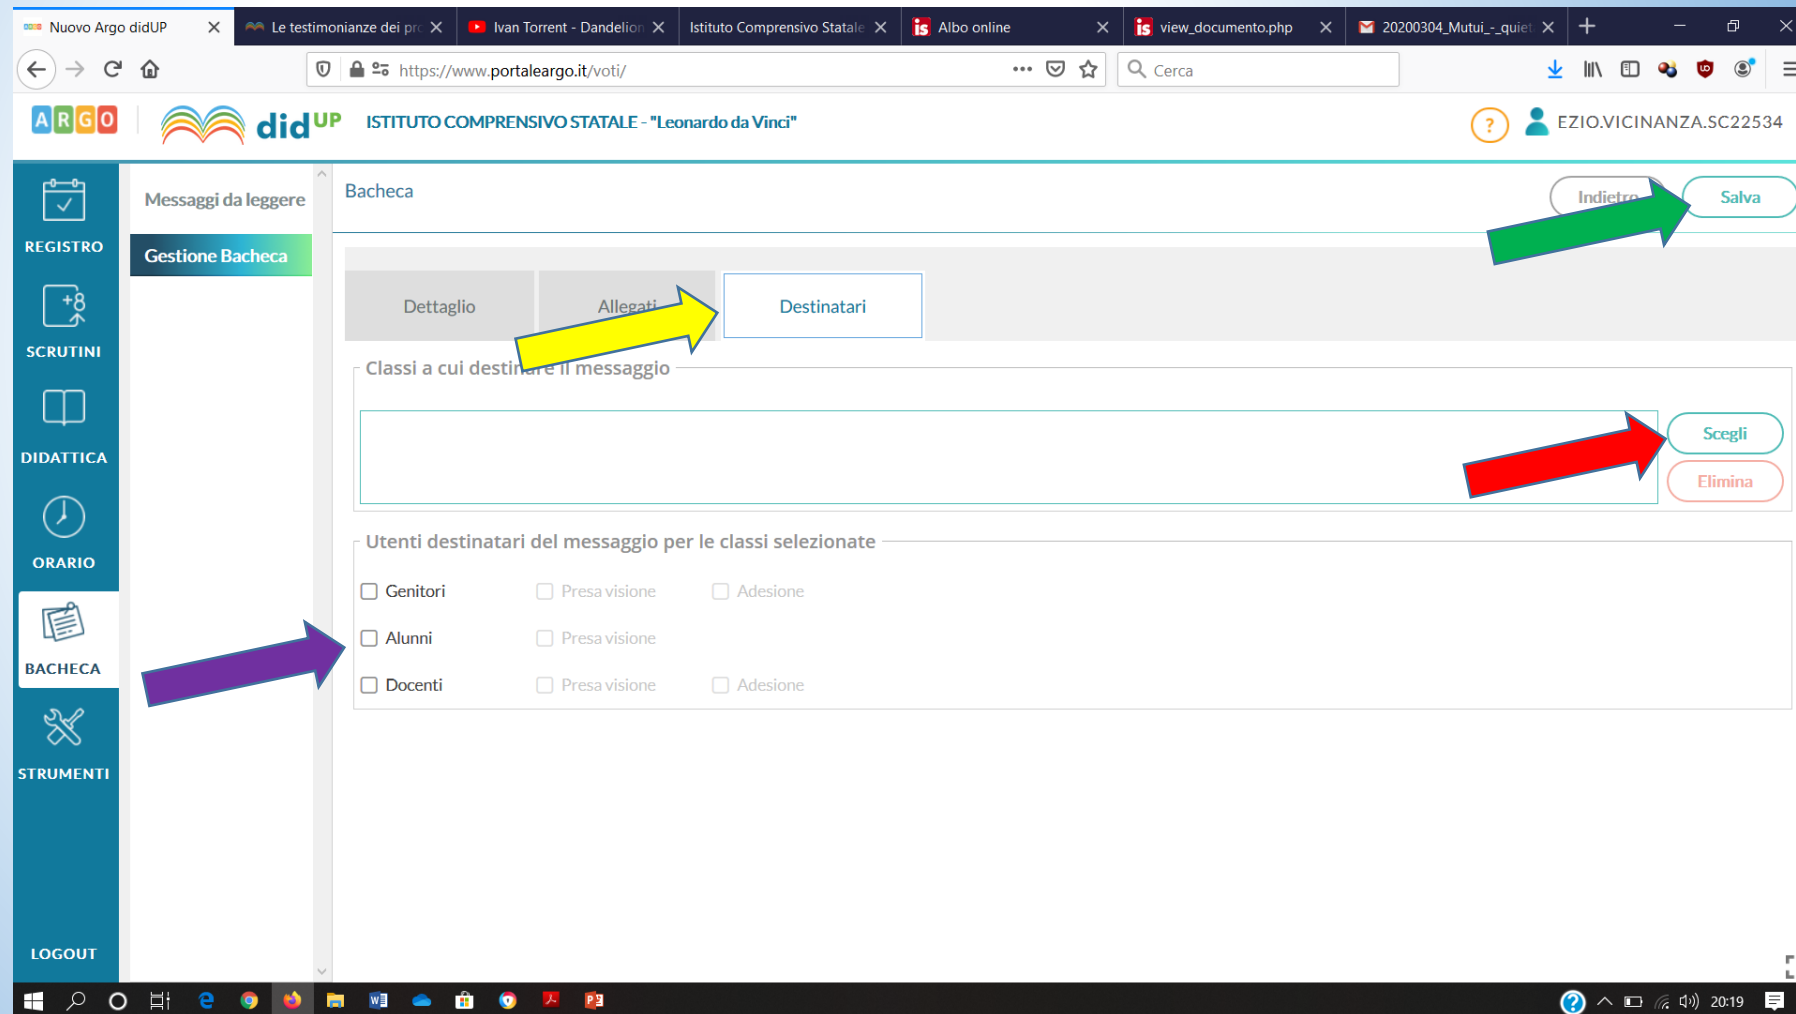 Nuovo Argo didUP
Le testimonianze dei pro
Ivan Torrent - Dandelion
Istituto Comprensivo Statale
Albo online
view_documento.php
20200304_Mutui_-_quiet
https://www.portaleargo.it/voti/
Cerca
ARGO
didUP
ISTITUTO COMPRENSIVO STATALE - "Leonardo da Vinci"
?
EZIO.VICINANZA.SC22534
REGISTRO
SCRUTINI
DIDATTICA
ORARIO
BACHECA
STRUMENTI
LOGOUT
Messaggi da leggere
Gestione Bacheca
Bacheca
Indietro
Salva
Dettaglio
Allegati
Destinatari
Classi a cui destinare il messaggio
Scegli
Elimina
Utenti destinatari del messaggio per le classi selezionate
Genitori Presa visione Adesione
Alunni Presa visione
Docenti Presa visione Adesione
20:19